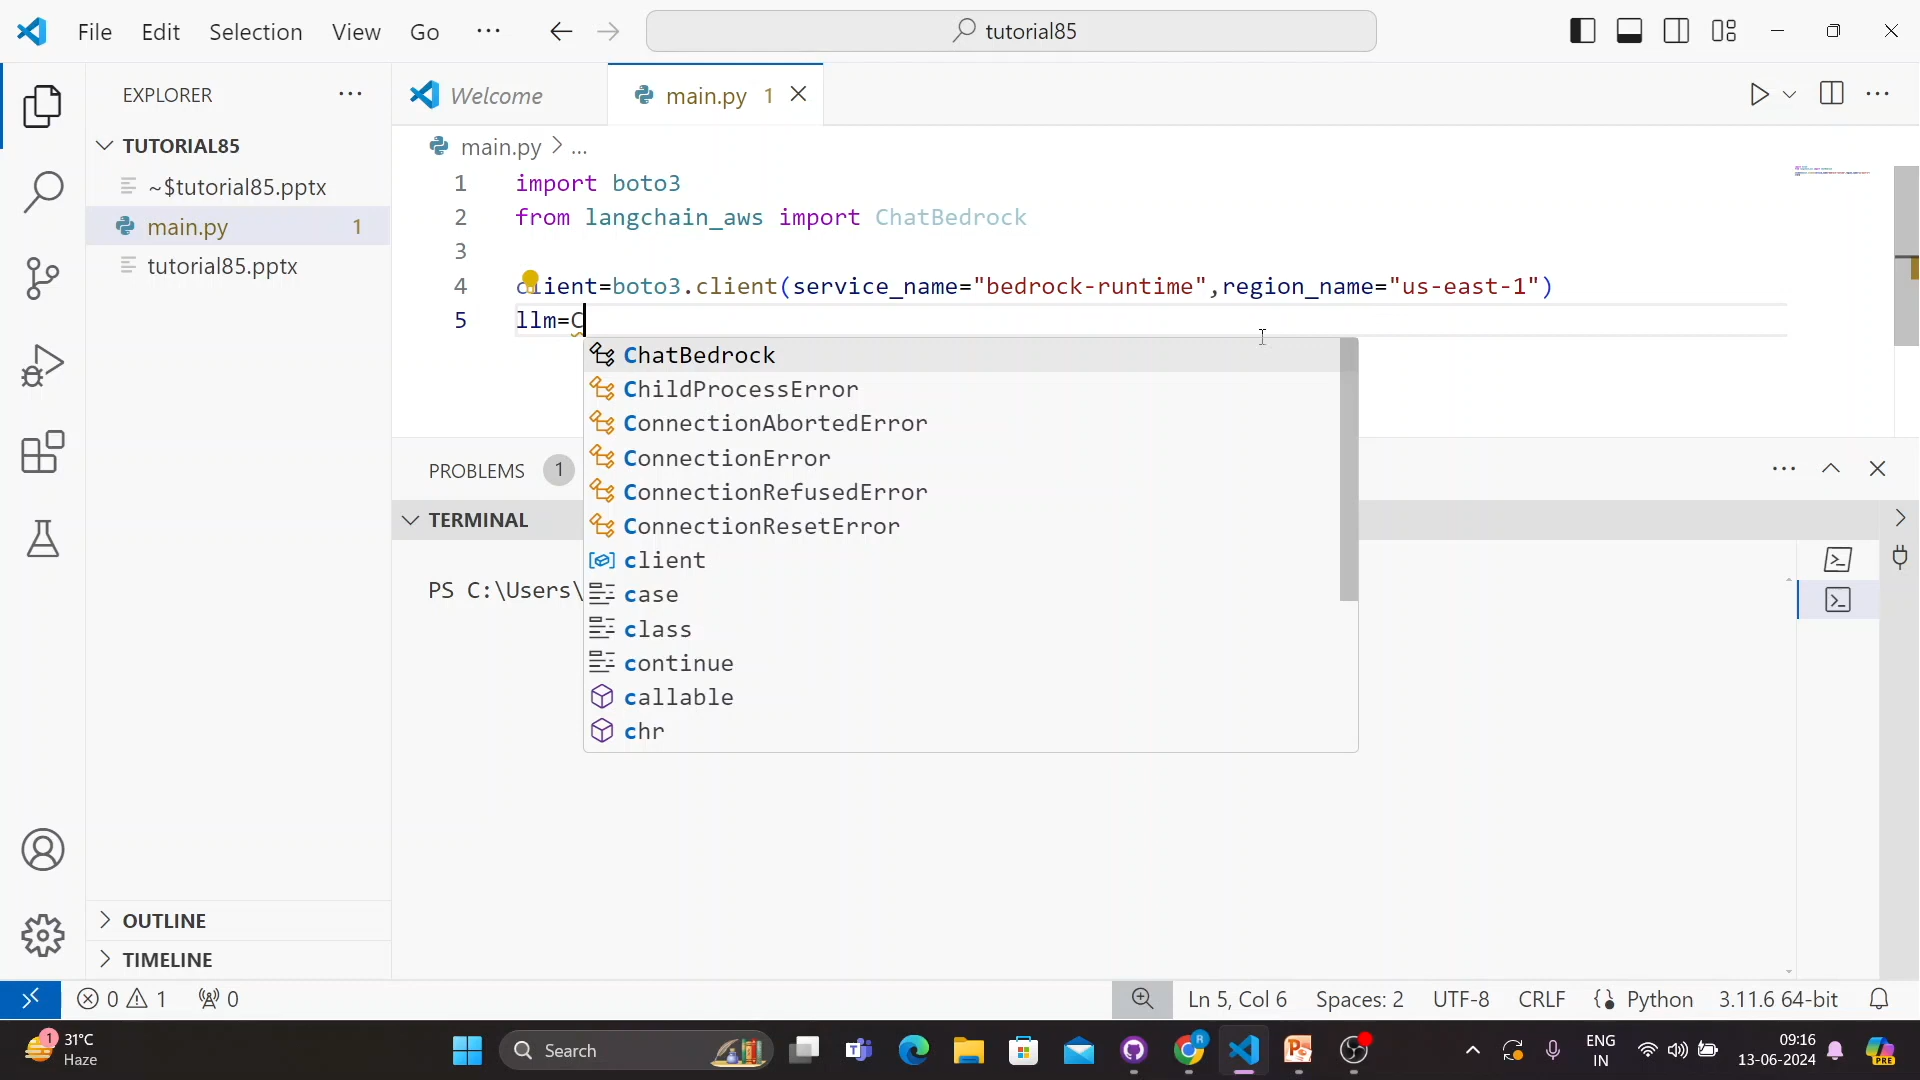 File Edit Selection View Go ...
tutorial85
EXPLORER
TUTORIAL85
~$tutorial85.pptx
main.py 1
tutorial85.pptx
OUTLINE
TIMELINE
Welcome
main.py 1
main.py > ...
1 import boto3
2 from langchain_aws import ChatBedrock
3
4 client=boto3.client(service_name="bedrock-runtime",region_name="us-east-1")
5 llm=C
ChatBedrock
ChildProcessError
ConnectionAbortedError
ConnectionError
ConnectionRefusedError
ConnectionResetError
client
case
class
continue
callable
chr
PROBLEMS 1
TERMINAL
PS C:\Users\
0 1 0
Ln 5, Col 6 Spaces: 2 UTF-8 CRLF Python 3.11.6 64-bit
1
31°C
Haze
Search
R
ENG
IN
09:16
13-06-2024
PRE